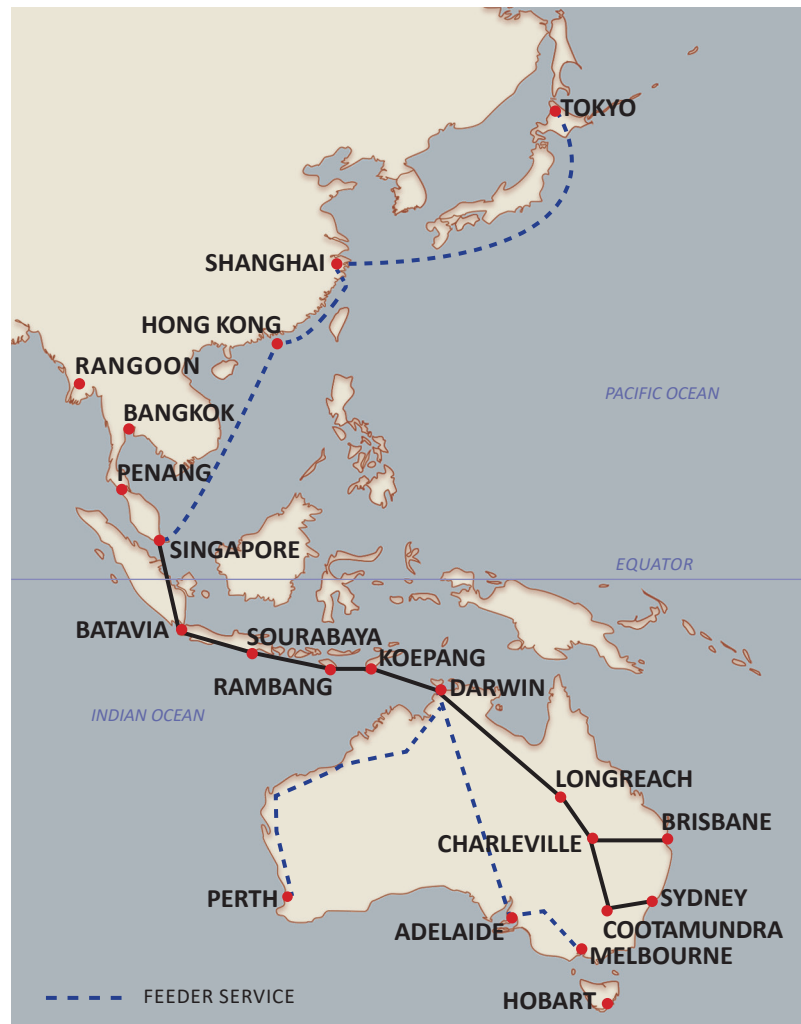 TOKYO
SHANGHAI
HONG KONG
RANGOON
PACIFIC OCEAN
BANGKOK
PENANG
SINGAPORE
EQUATOR
BATAVIA
SOURABAYA
KOEPANG
RAMBANG
DARWIN
INDIAN OCEAN
LONGREACH
BRISBANE
CHARLEVILLE
PERTH
SYDNEY
COOTAMUNDRA
ADELAIDE
MELBOURNE
FEEDER SERVICE
HOBART